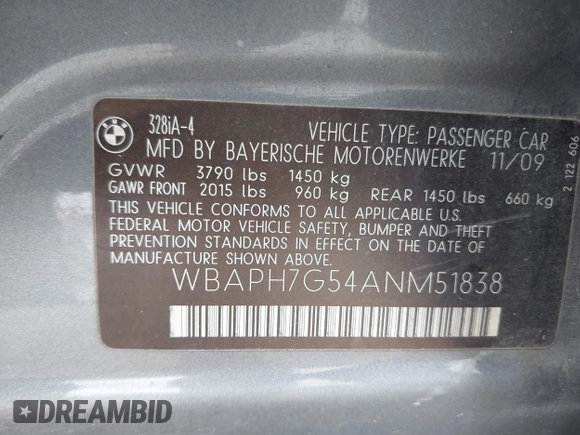 BMW
328iA-4
VEHICLE TYPE: PASSENGER CAR
MFD BY BAYERISCHE MOTORENWERKE 11/09
GVWR 3790 lbs 1450 kg
GAWR FRONT 2015 lbs 960 kg REAR 1450 lbs 660 kg
THIS VEHICLE CONFORMS TO ALL APPLICABLE U.S.
FEDERAL MOTOR VEHICLE SAFETY, BUMPER AND THEFT
PREVENTION STANDARDS IN EFFECT ON THE DATE OF
MANUFACTURE SHOWN ABOVE.
WBAPH7G54ANM51838
2 122 606
DREAMBID